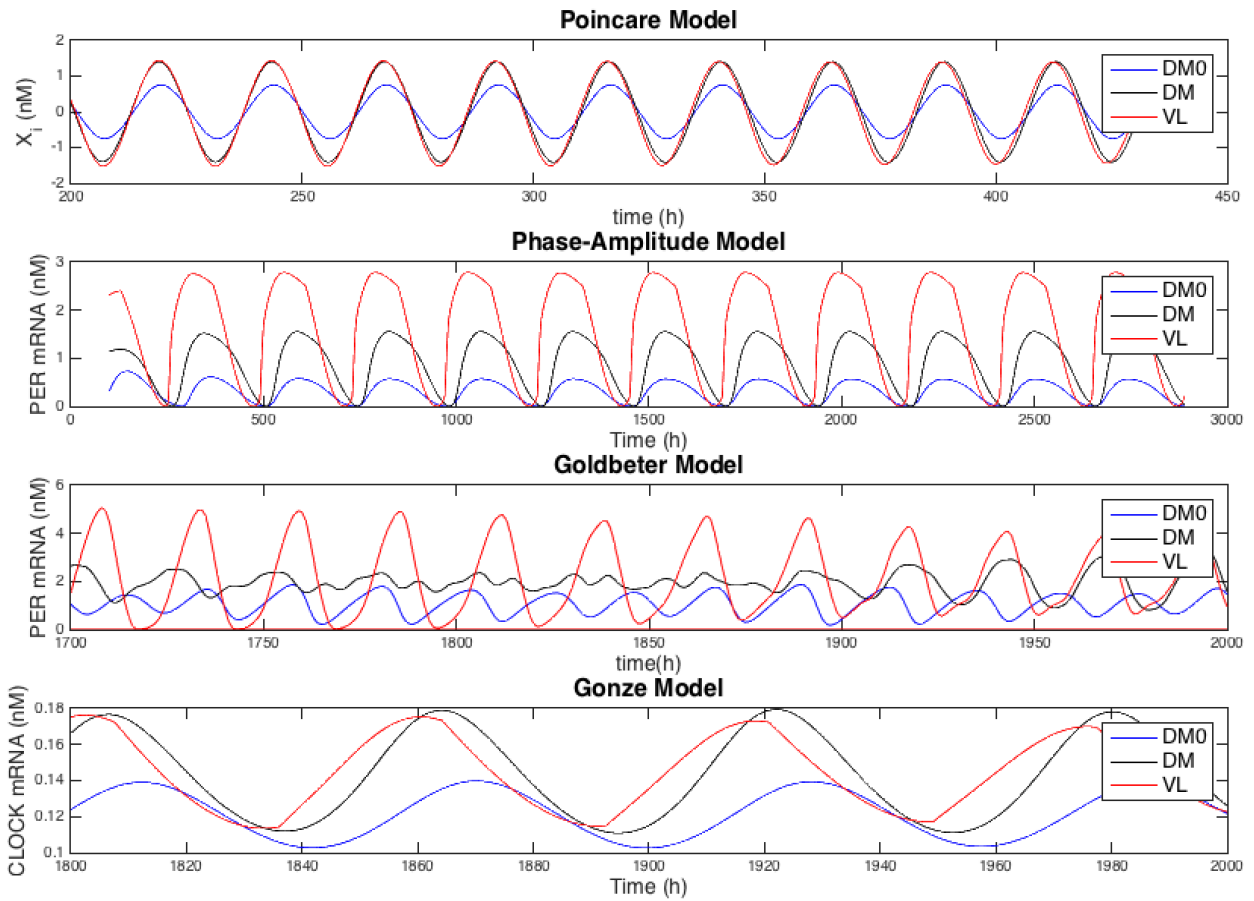 Poincare Model
2
1
0
-1
-2
X_i (nM)
DM0
DM
VL
200 250 300 350 400 450
time (h)
Phase-Amplitude Model
3
2
1
0
PER mRNA (nM)
DM0
DM
VL
0 500 1000 1500 2000 2500 3000
Time (h)
Goldbeter Model
6
4
2
0
PER mRNA (nM)
DM0
DM
VL
1700 1750 1800 1850 1900 1950 2000
time(h)
Gonze Model
0.18
0.16
0.14
0.12
0.1
CLOCK mRNA (nM)
DM0
DM
VL
1800 1820 1840 1860 1880 1900 1920 1940 1960 1980 2000
Time (h)